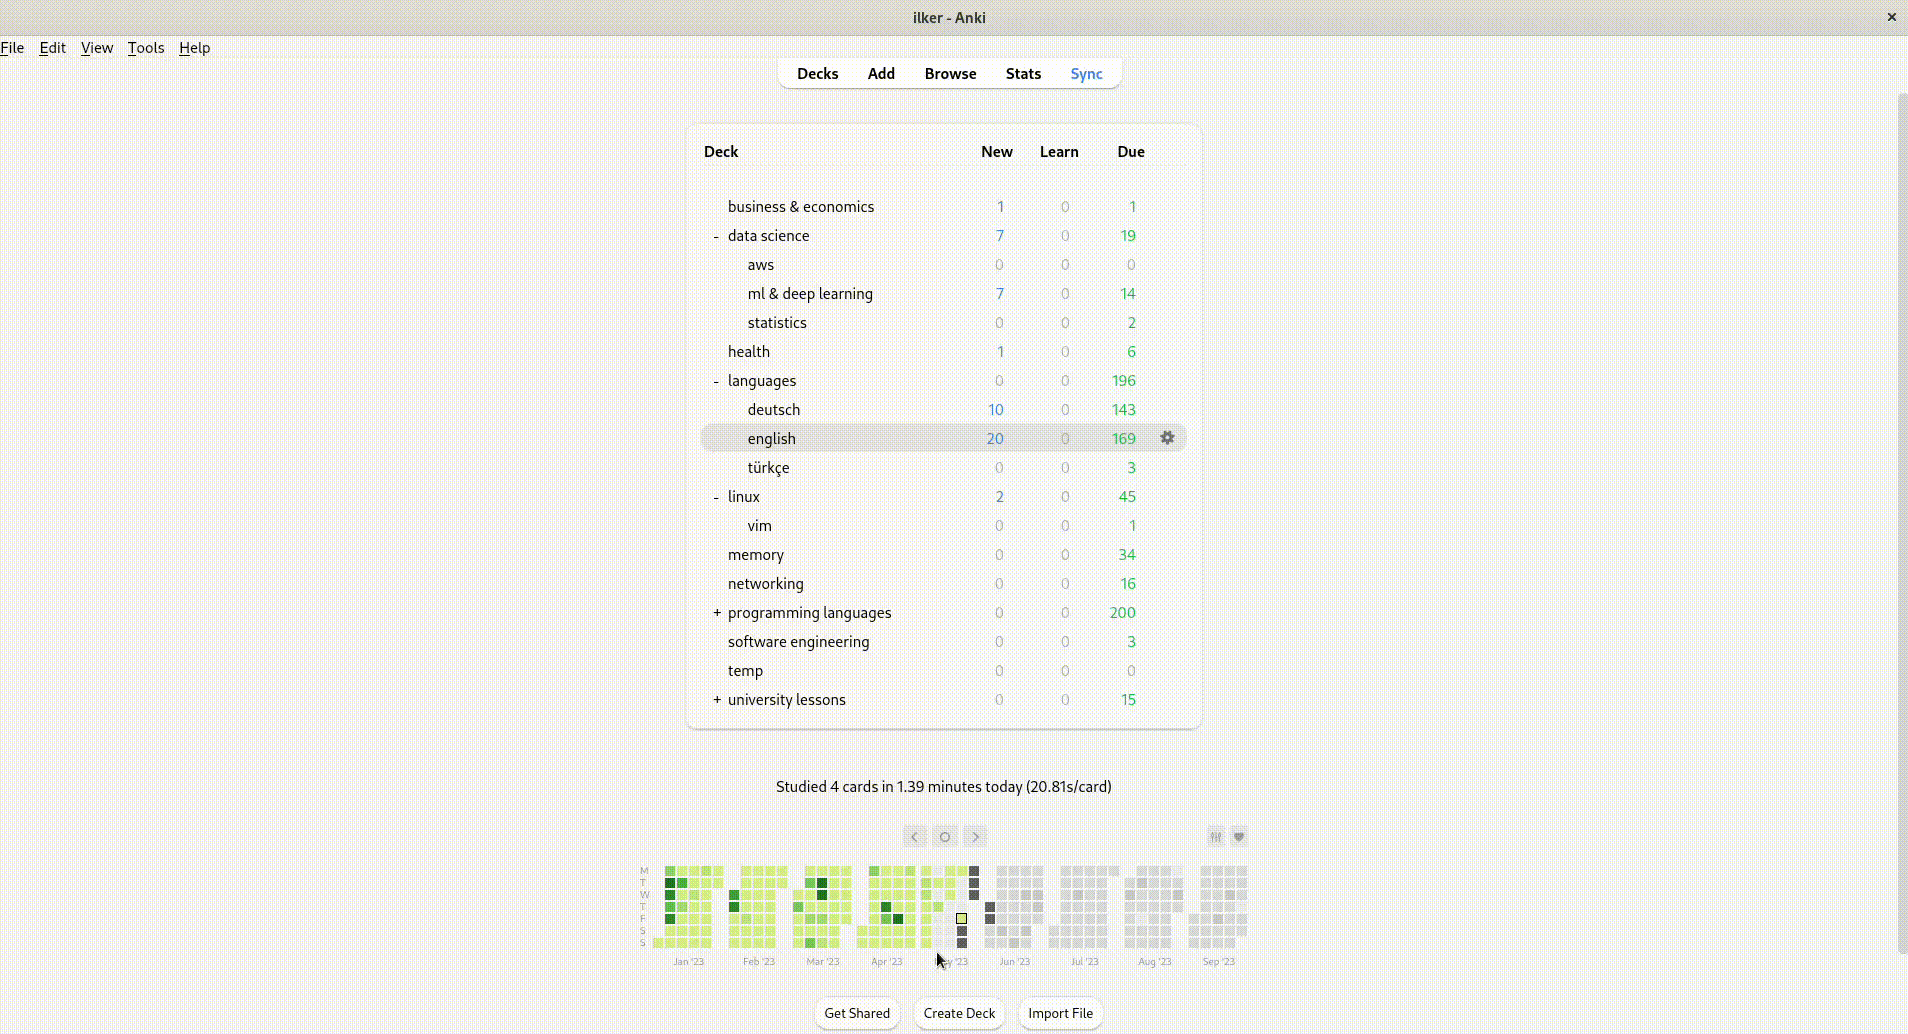 ilker - Anki
×
File Edit View Tools Help
Decks Add Browse Stats Sync
Deck New Learn Due
business & economics 1 0 1
- data science 7 0 19
aws 0 0 0
ml & deep learning 7 0 14
statistics 0 0 2
health 1 0 6
- languages 0 0 196
deutsch 10 0 143
english 20 0 169
türkçe 0 0 3
- linux 2 0 45
vim 0 0 1
memory 0 0 34
networking 0 0 16
+ programming languages 0 0 200
software engineering 0 0 3
temp 0 0 0
+ university lessons 0 0 15
Studied 4 cards in 1.39 minutes today (20.81s/card)
M
T
W
T
F
S
S
Jan '23 Feb '23 Mar '23 Apr '23 '23 Jun '23 Jul '23 Aug '23 Sep '23
Get Shared Create Deck Import File